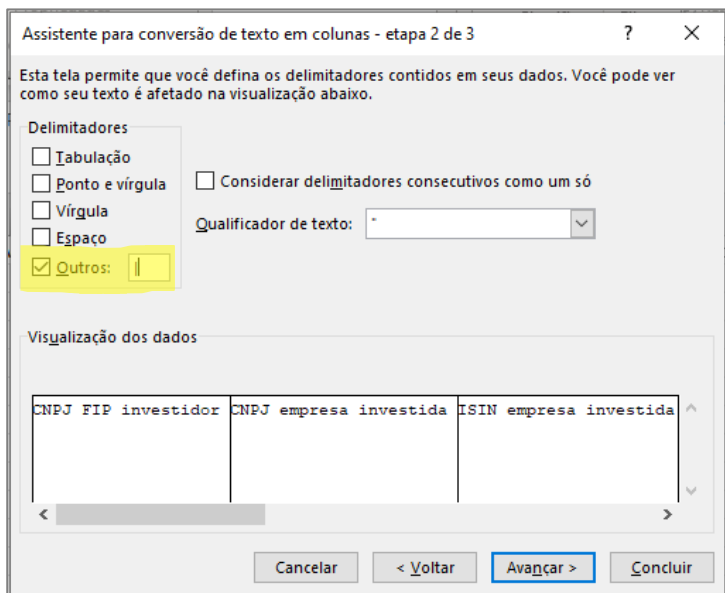 Assistente para conversão de texto em colunas - etapa 2 de 3 ? ×
Esta tela permite que você defina os delimitadores contidos em seus dados. Você pode ver
como seu texto é afetado na visualização abaixo.
Delimitadores
Tabulação
Ponto e vírgula
Considerar delimitadores consecutivos como um só
Vírgula
Qualificador de texto: "
Espaço
Outros: |
Visualização dos dados
CNPJ FIP investidor CNPJ empresa investida ISIN empresa investida
Cancelar < Voltar Avançar > Concluir